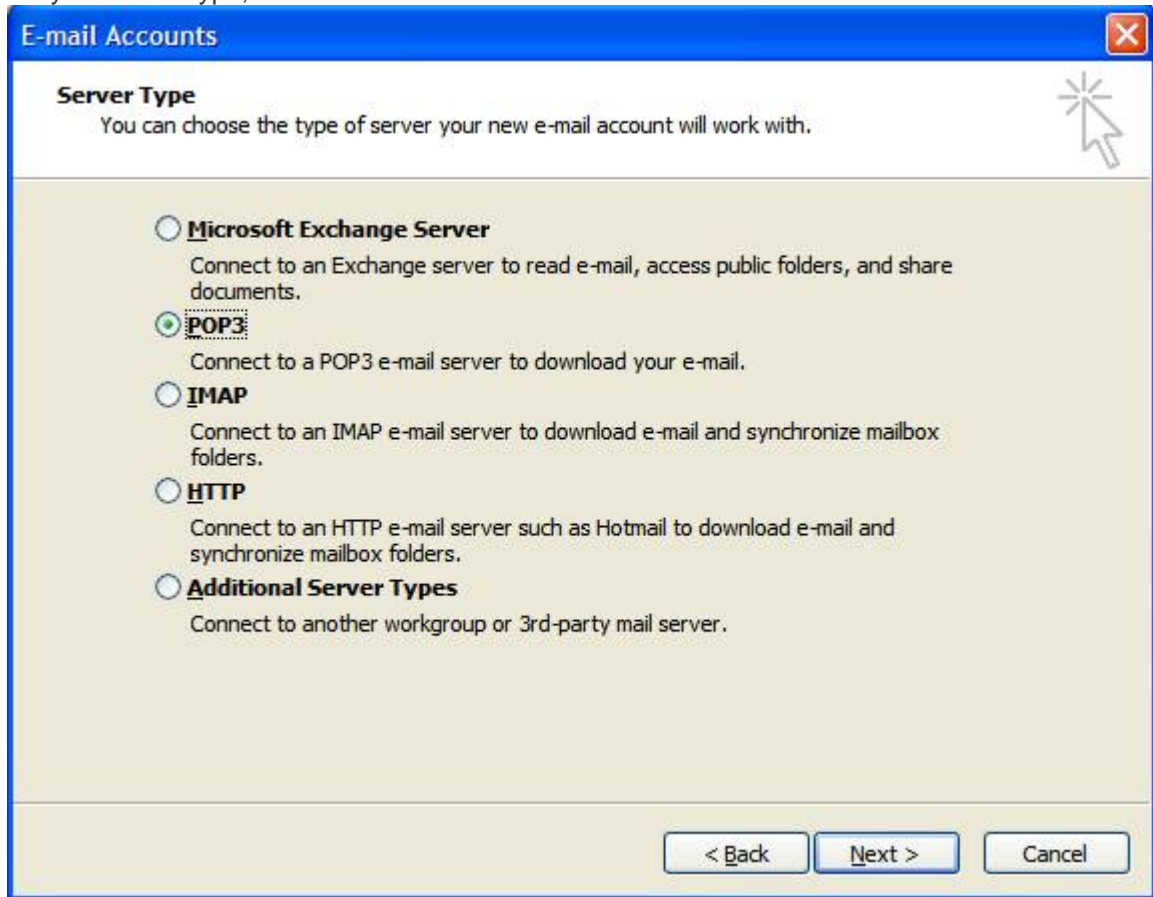 E-mail Accounts
Server Type
You can choose the type of server your new e-mail account will work with.
Microsoft Exchange Server
Connect to an Exchange server to read e-mail, access public folders, and share
documents.
POP3
Connect to a POP3 e-mail server to download your e-mail.
IMAP
Connect to an IMAP e-mail server to download e-mail and synchronize mailbox
folders.
HTTP
Connect to an HTTP e-mail server such as Hotmail to download e-mail and
synchronize mailbox folders.
Additional Server Types
Connect to another workgroup or 3rd-party mail server.
< Back Next > Cancel